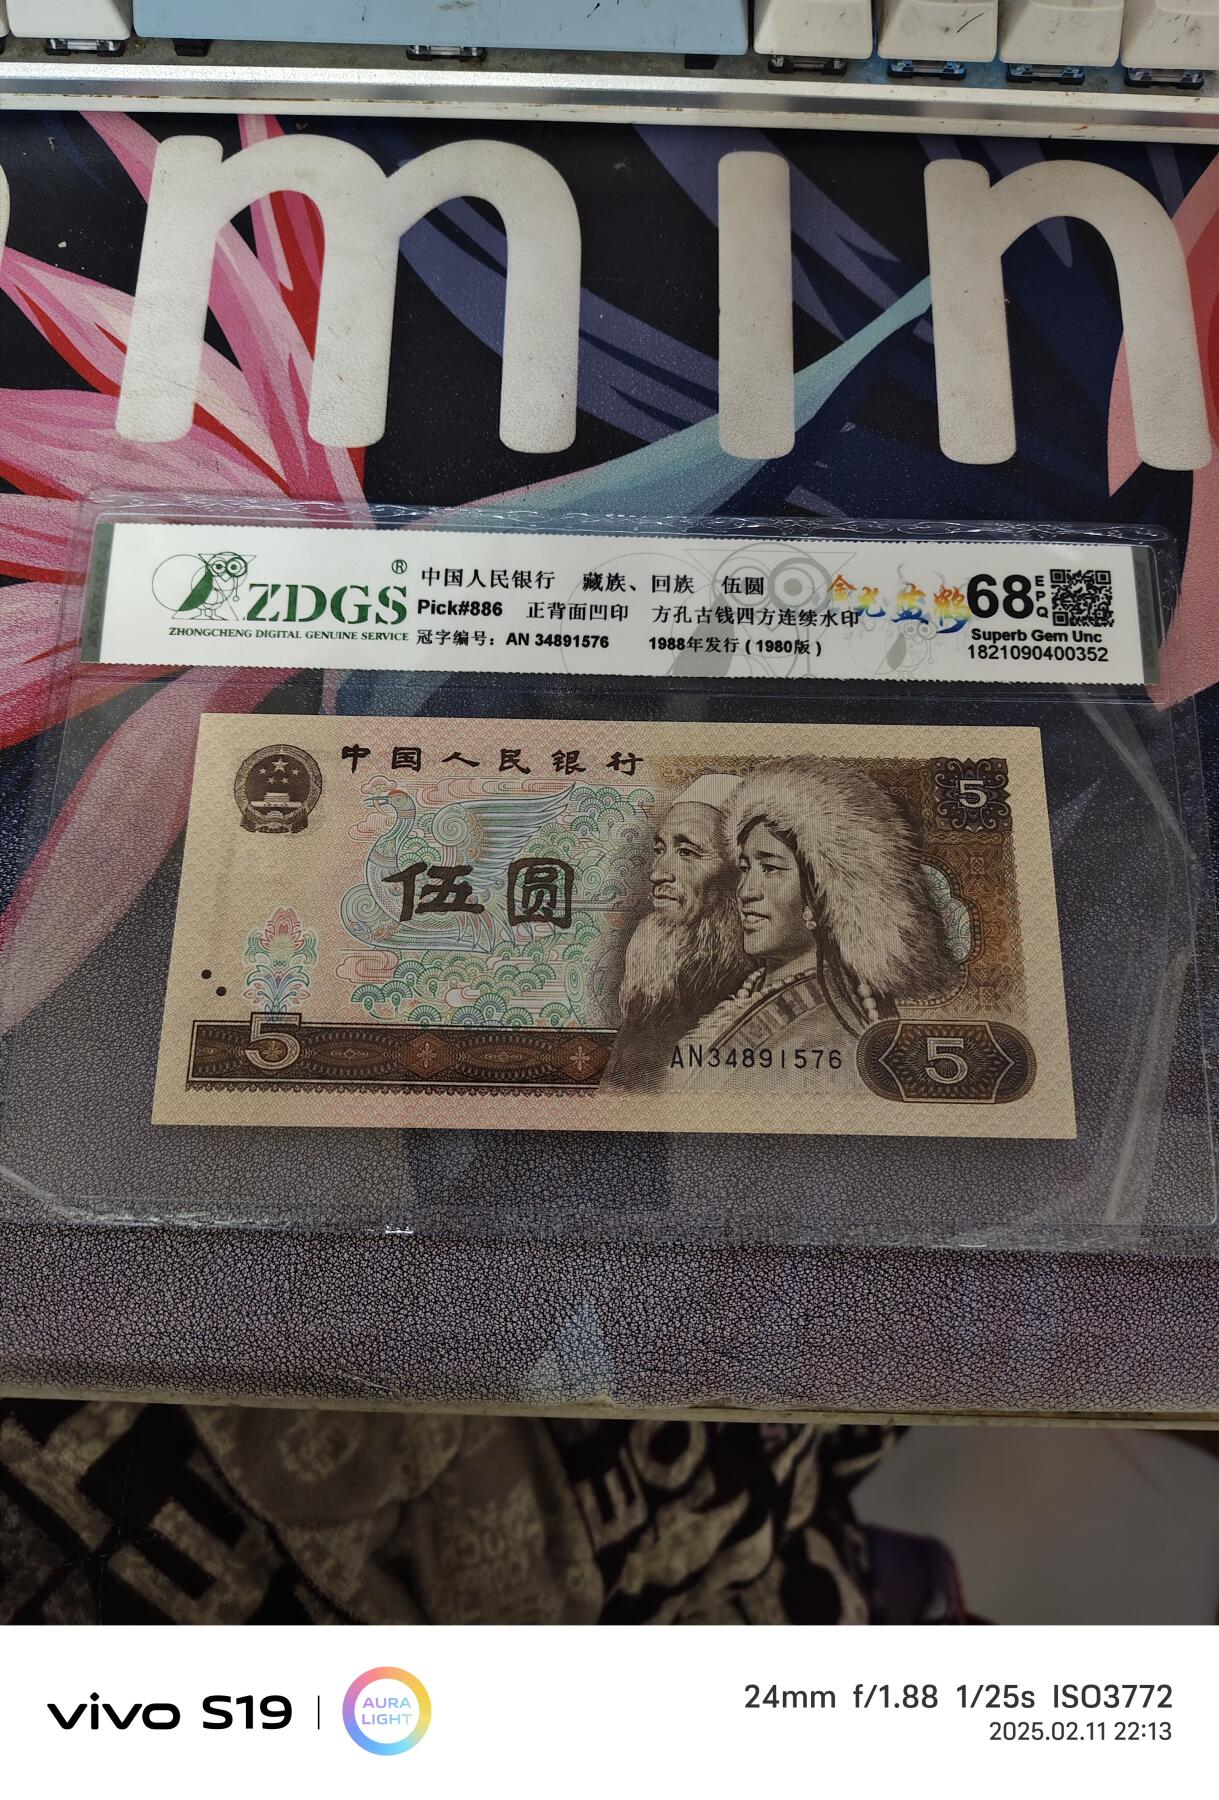 min
ZDGS®
ZHONGCHENG DIGITAL GENUINE SERVICE
中国人民银行 藏族、回族 伍圆
Pick#886 正背面凹印 方孔古钱四方连续水印
冠字编号: AN 34891576 1988年发行 ( 1980版 )
金光蓝鹤
68 EPQ
Superb Gem Unc
1821090400352
中国人民银行
5
伍圆
5
AN34891576
5
vivo S19
AURA LIGHT
24mm f/1.88 1/25s ISO3772
2025.02.11 22:13